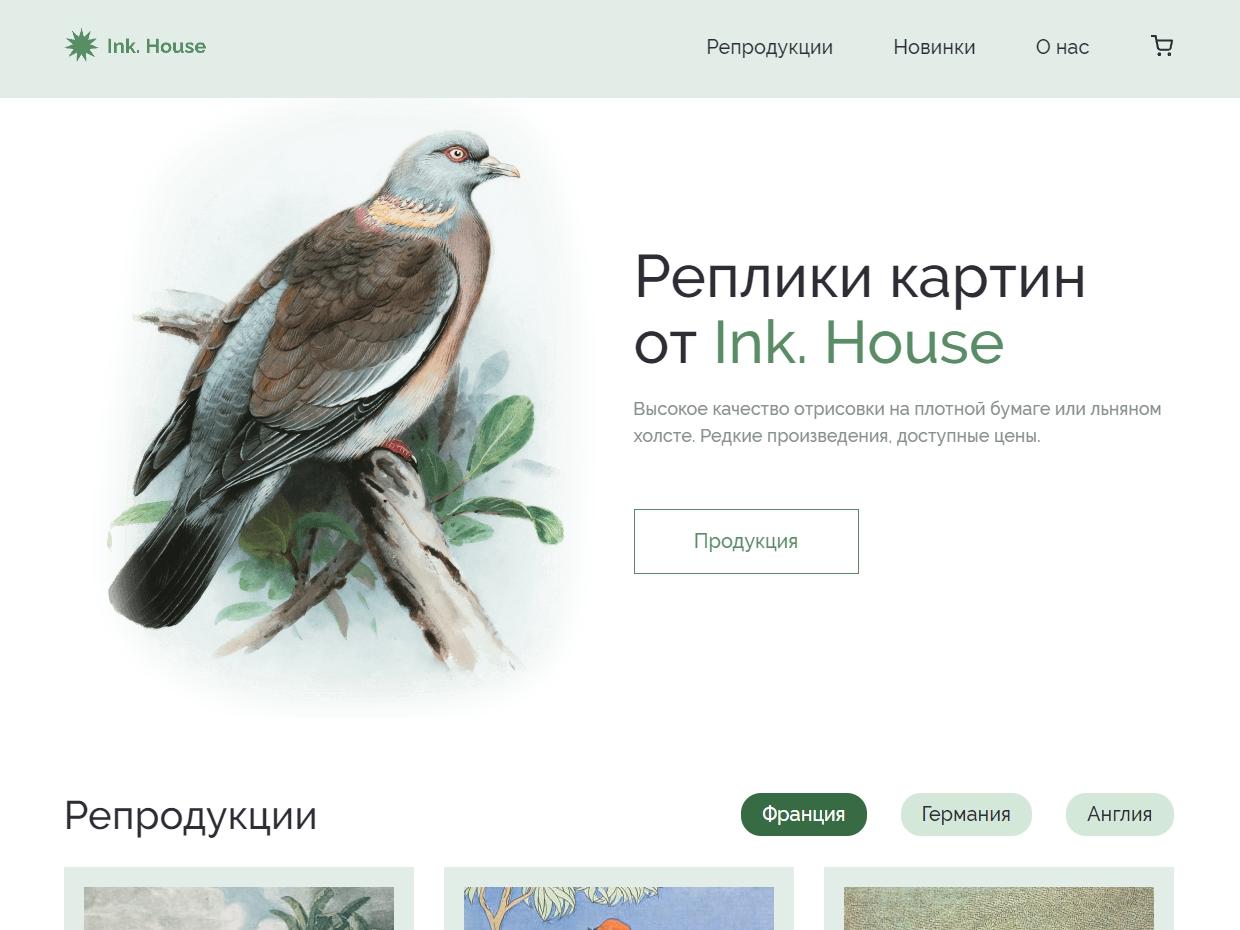 Ink. House
Репродукции
Новинки
О нас
Реплики картин
от Ink. House
Высокое качество отрисовки на плотной бумаге или льняном
холсте. Редкие произведения, доступные цены.
Продукция
Репродукции
Франция
Германия
Англия